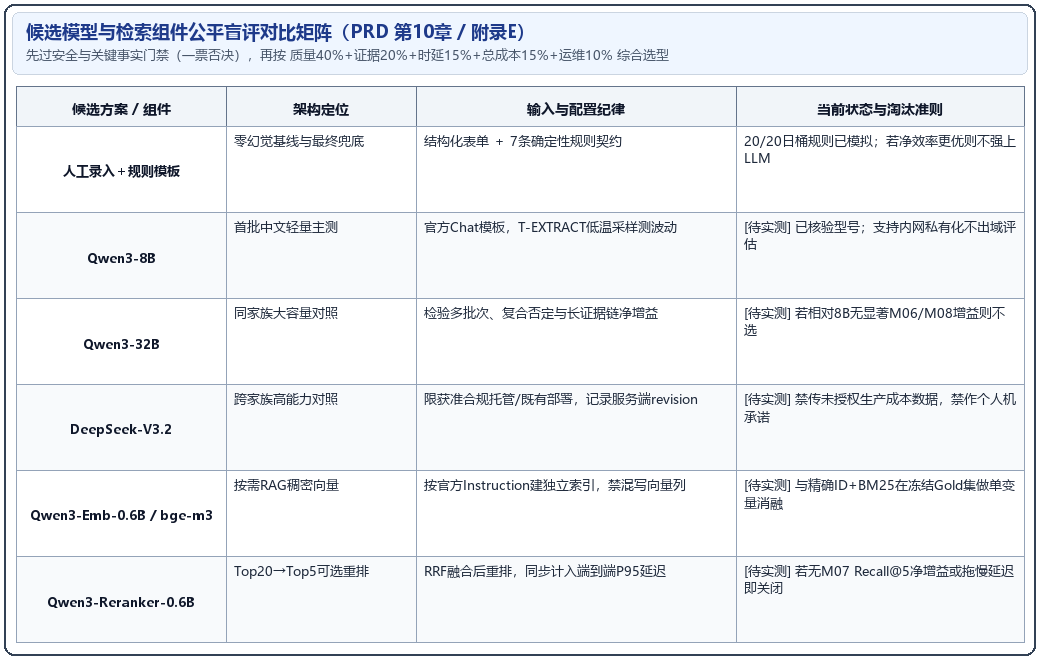 候选模型与检索组件公平盲评对比矩阵（PRD 第10章 / 附录E）
先过安全与关键事实门禁（一票否决），再按 质量40%+证据20%+时延15%+总成本15%+运维10% 综合选型
候选方案 / 组件
架构定位
输入与配置纪律
当前状态与淘汰准则
人工录入+规则模板
零幻觉基线与最终兜底
结构化表单 + 7条确定性规则契约
20/20日桶规则已模拟；若净效率更优则不强上
LLM
Qwen3-8B
首批中文轻量主测
官方Chat模板，T-EXTRACT低温采样测波动
[待实测] 已核验型号；支持内网私有化不出域评
估
Qwen3-32B
同家族大容量对照
检验多批次、复合否定与长证据链净增益
[待实测] 若相对8B无显著M06/M08增益则不
选
DeepSeek-V3.2
跨家族高能力对照
限获准合规托管/既有部署，记录服务端revision
[待实测] 禁传未授权生产成本数据，禁作个人机
承诺
Qwen3-Emb-0.6B / bge-m3
按需RAG稠密向量
按官方Instruction建独立索引，禁混写向量列
[待实测] 与精确ID+BM25在冻结Gold集做单变
量消融
Qwen3-Reranker-0.6B
Top20→Top5可选重排
RRF融合后重排，同步计入端到端P95延迟
[待实测] 若无M07 Recall@5净增益或拖慢延迟
即关闭